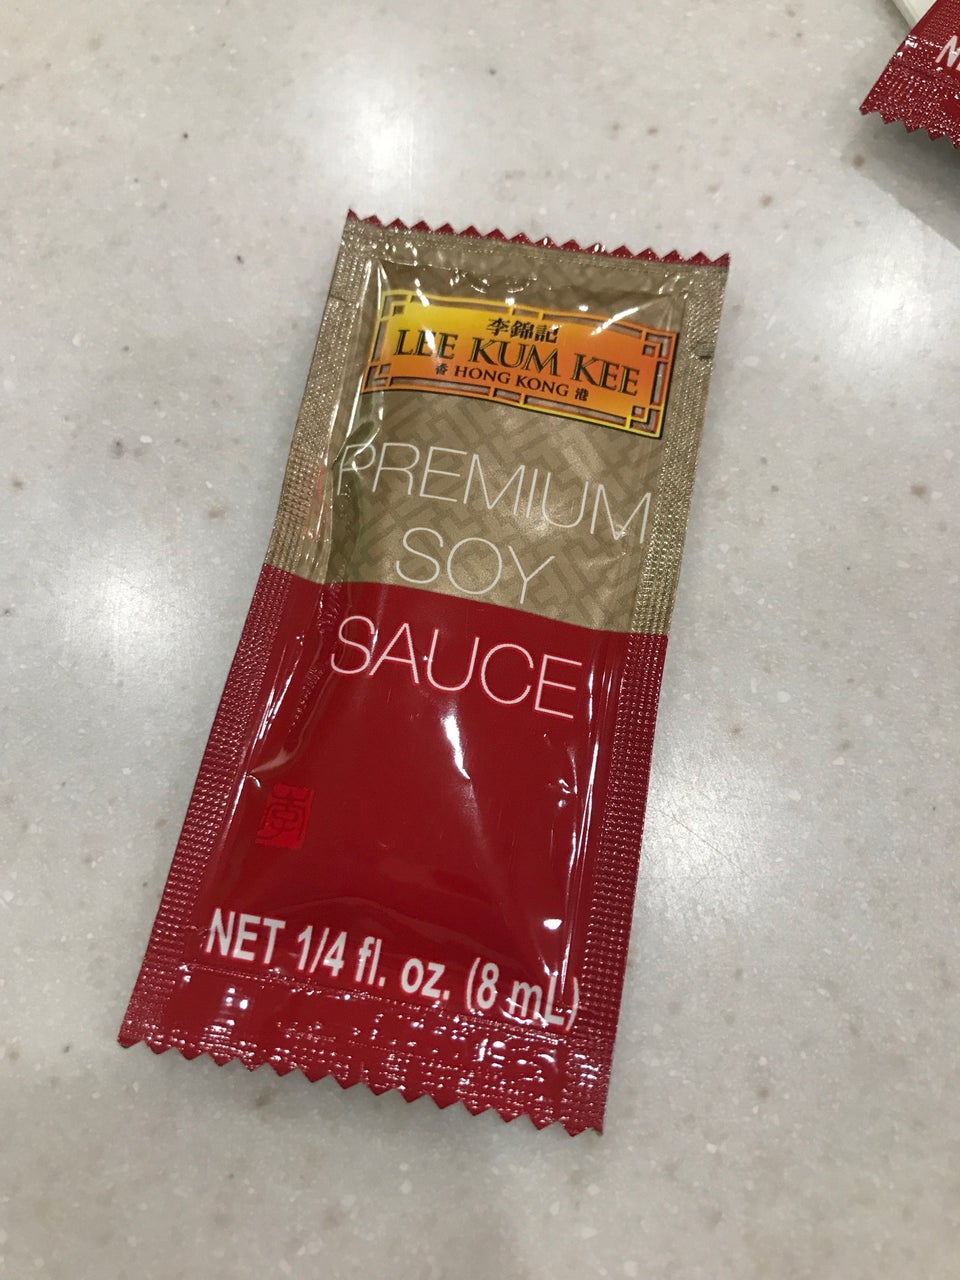 李錦記
LEE KUM KEE
香 HONG KONG 港
PREMIUM
SOY
SAUCE
李
NET 1/4 fl. oz. (8 mL)